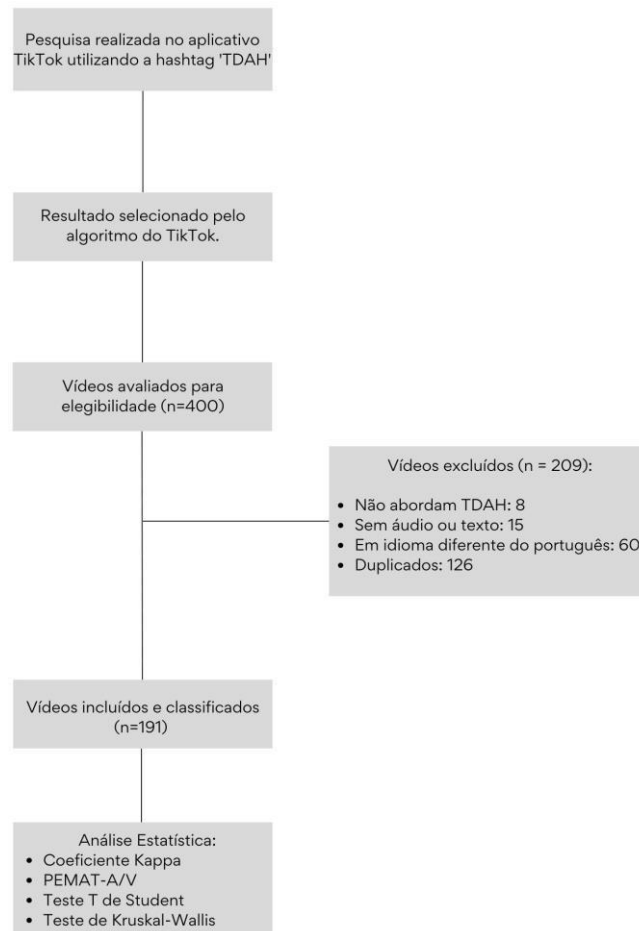 Pesquisa realizada no aplicativo
TikTok utilizando a hashtag 'TDAH'
Resultado selecionado pelo
algoritmo do TikTok.
Vídeos avaliados para
elegibilidade (n=400)
Vídeos excluídos (n = 209):
• Não abordam TDAH: 8
• Sem áudio ou texto: 15
• Em idioma diferente do português: 60
• Duplicados: 126
Vídeos incluídos e classificados
(n=191)
Análise Estatística:
• Coeficiente Kappa
• PEMAT-A/V
• Teste T de Student
• Teste de Kruskal-Wallis